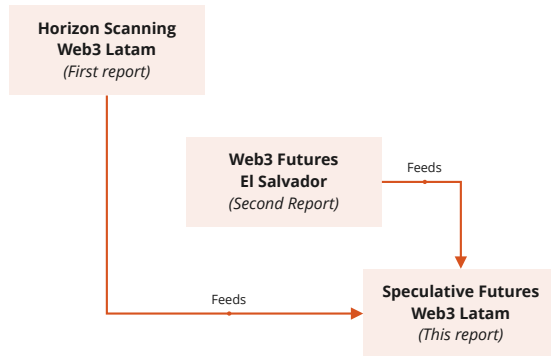 Horizon Scanning
Web3 Latam
(First report)
Web3 Futures
El Salvador
(Second Report)
Feeds
Feeds
Speculative Futures
Web3 Latam
(This report)